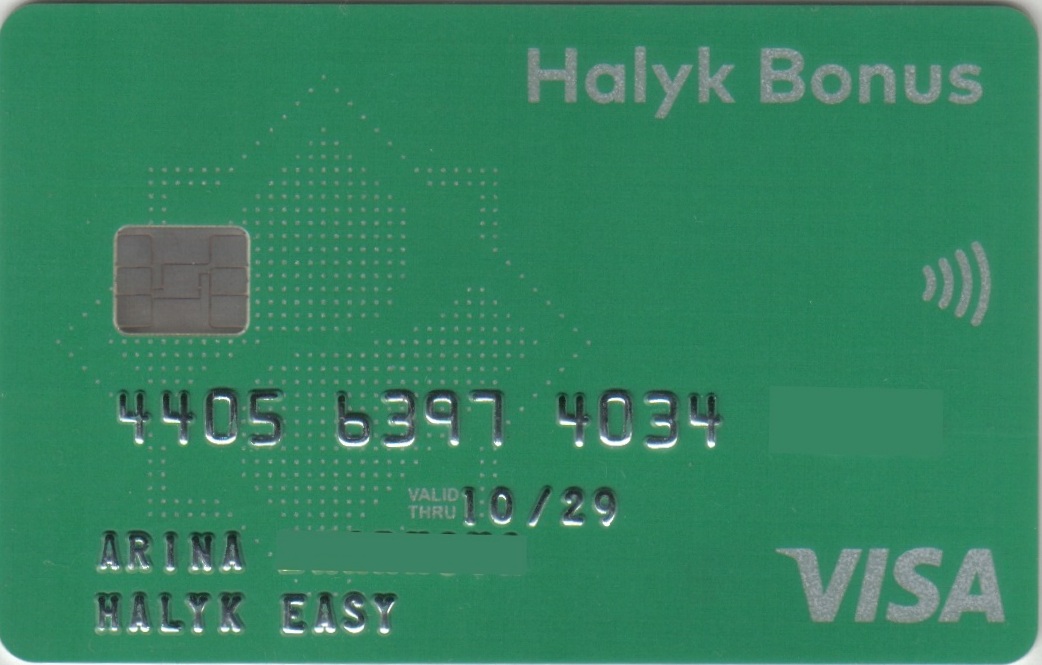 Halyk Bonus
4405 6397 4034
VALID THRU 10/29
ARINA
HALYK EASY
VISA